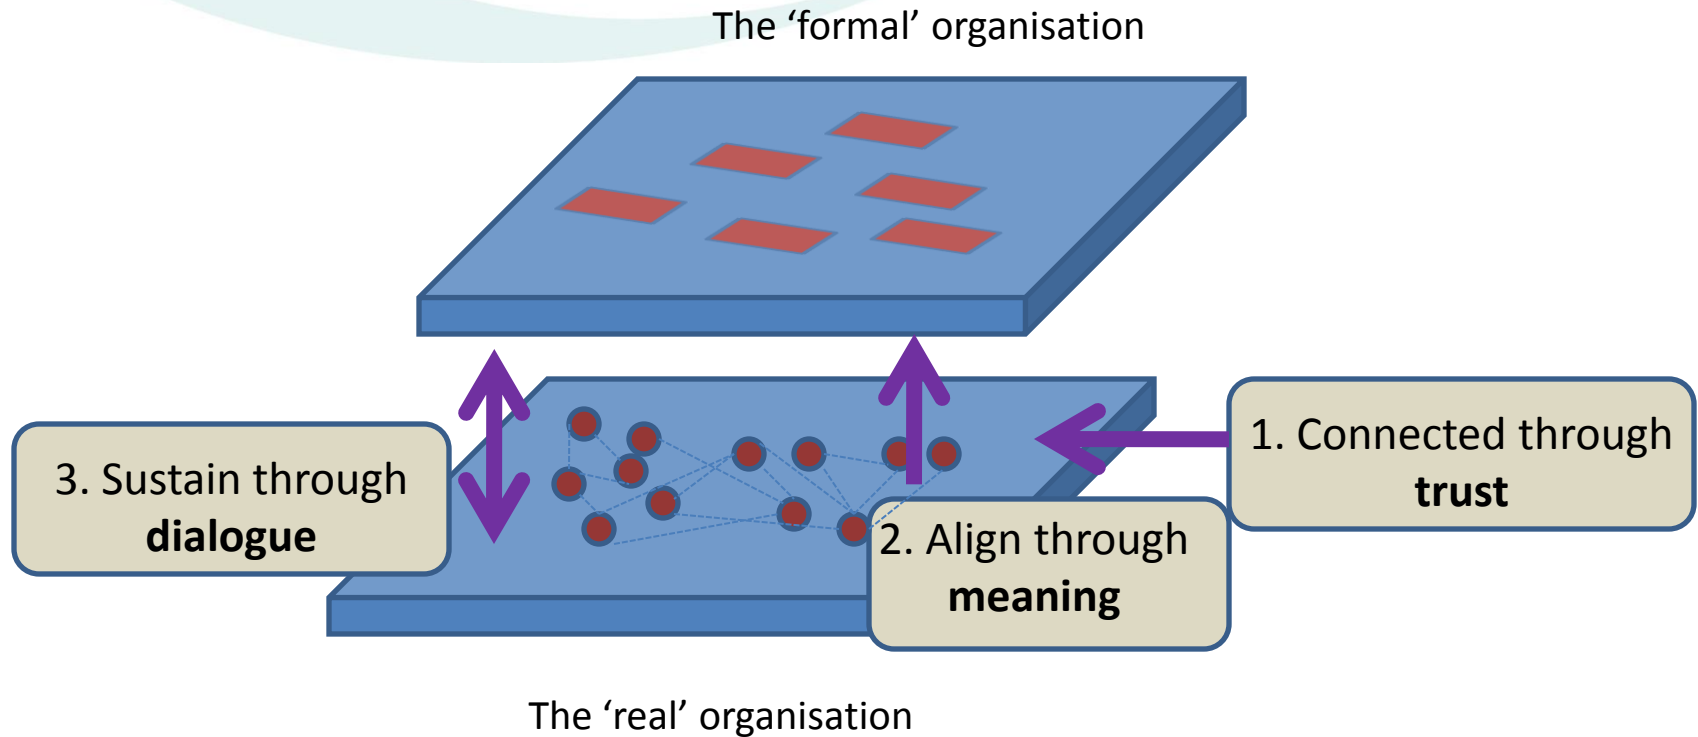 The ‘formal’ organisation
1. Connected through
trust
3. Sustain through
dialogue
2. Align through
meaning
The ‘real’ organisation